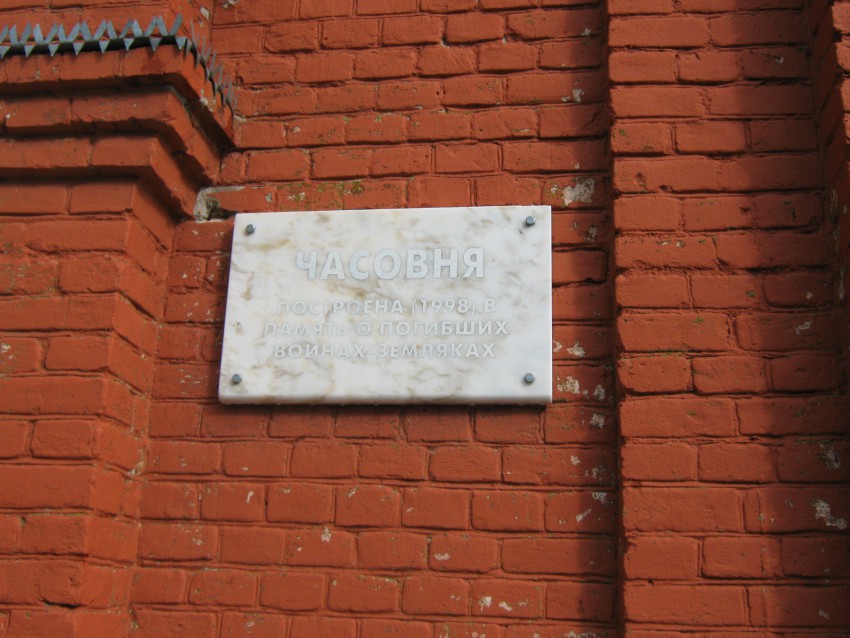 ЧАСОВНЯ
ПОСТРОЕНА (1998) В
ПАМЯТЬ О ПОГИБШИХ
ВОИНАХ-ЗЕМЛЯКАХ